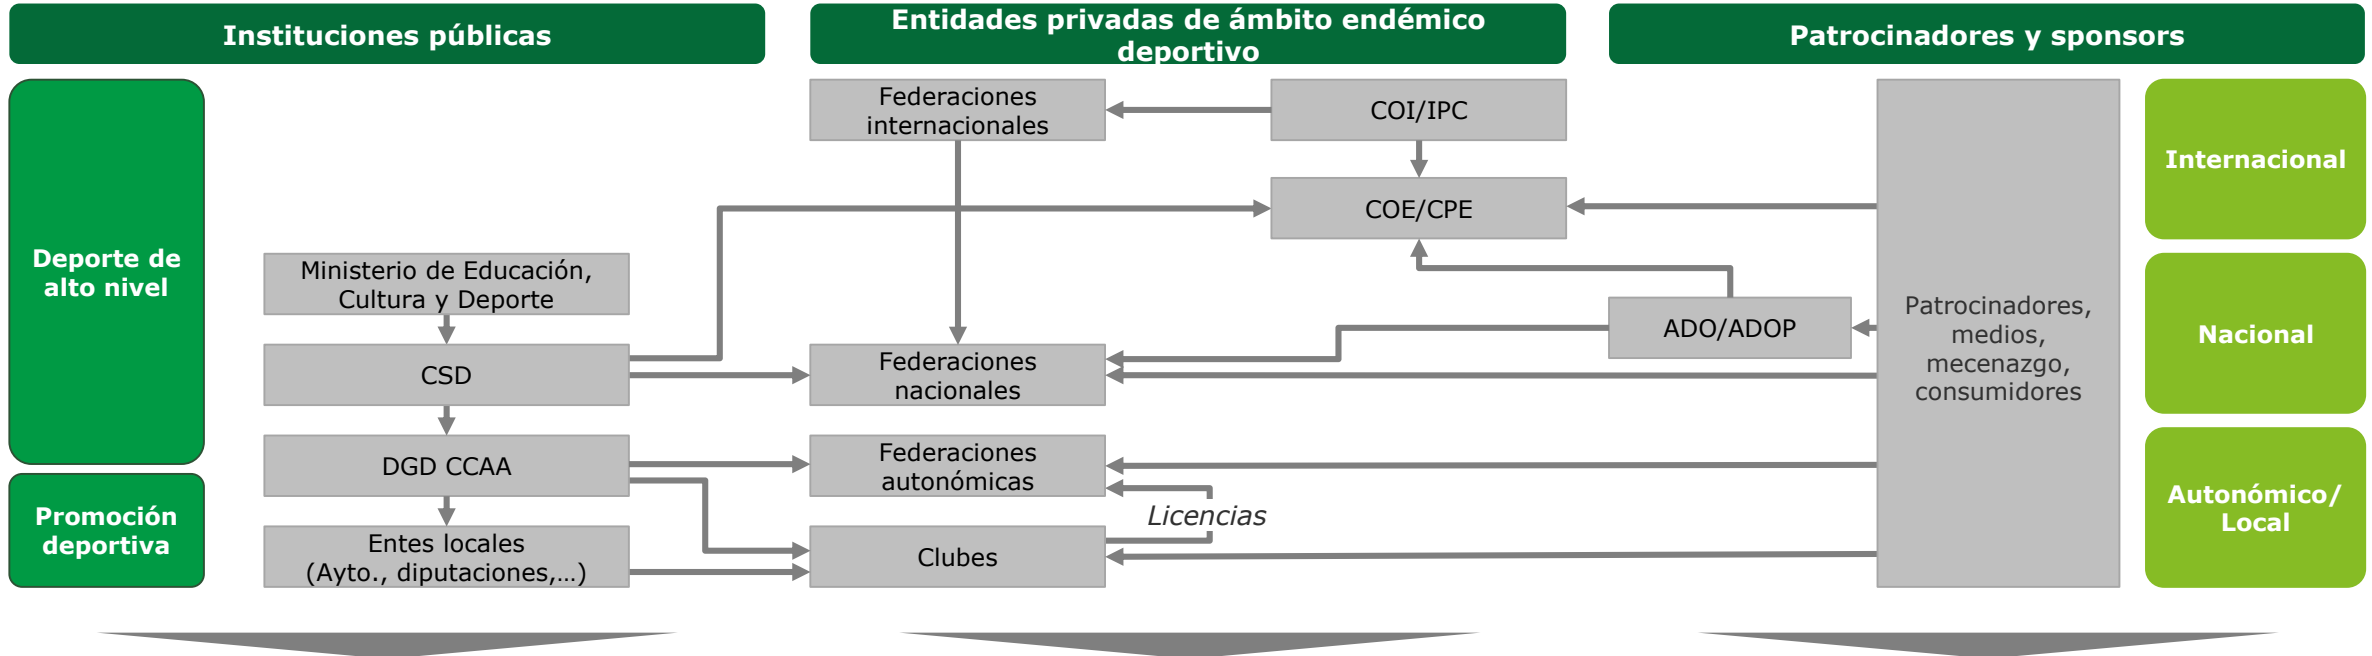 Instituciones públicas
Entidades privadas de ámbito endémico
deportivo
Patrocinadores y sponsors
Federaciones
internacionales
COI/IPC
Internacional
COE/CPE
Deporte de
alto nivel
Ministerio de Educación,
Cultura y Deporte
ADO/ADOP
Patrocinadores,
medios,
mecenazgo,
consumidores
Nacional
CSD
Federaciones
nacionales
DGD CCAA
Federaciones
autonómicas
Autonómico/
Local
Licencias
Promoción
deportiva
Entes locales
(Ayto., diputaciones,…)
Clubes